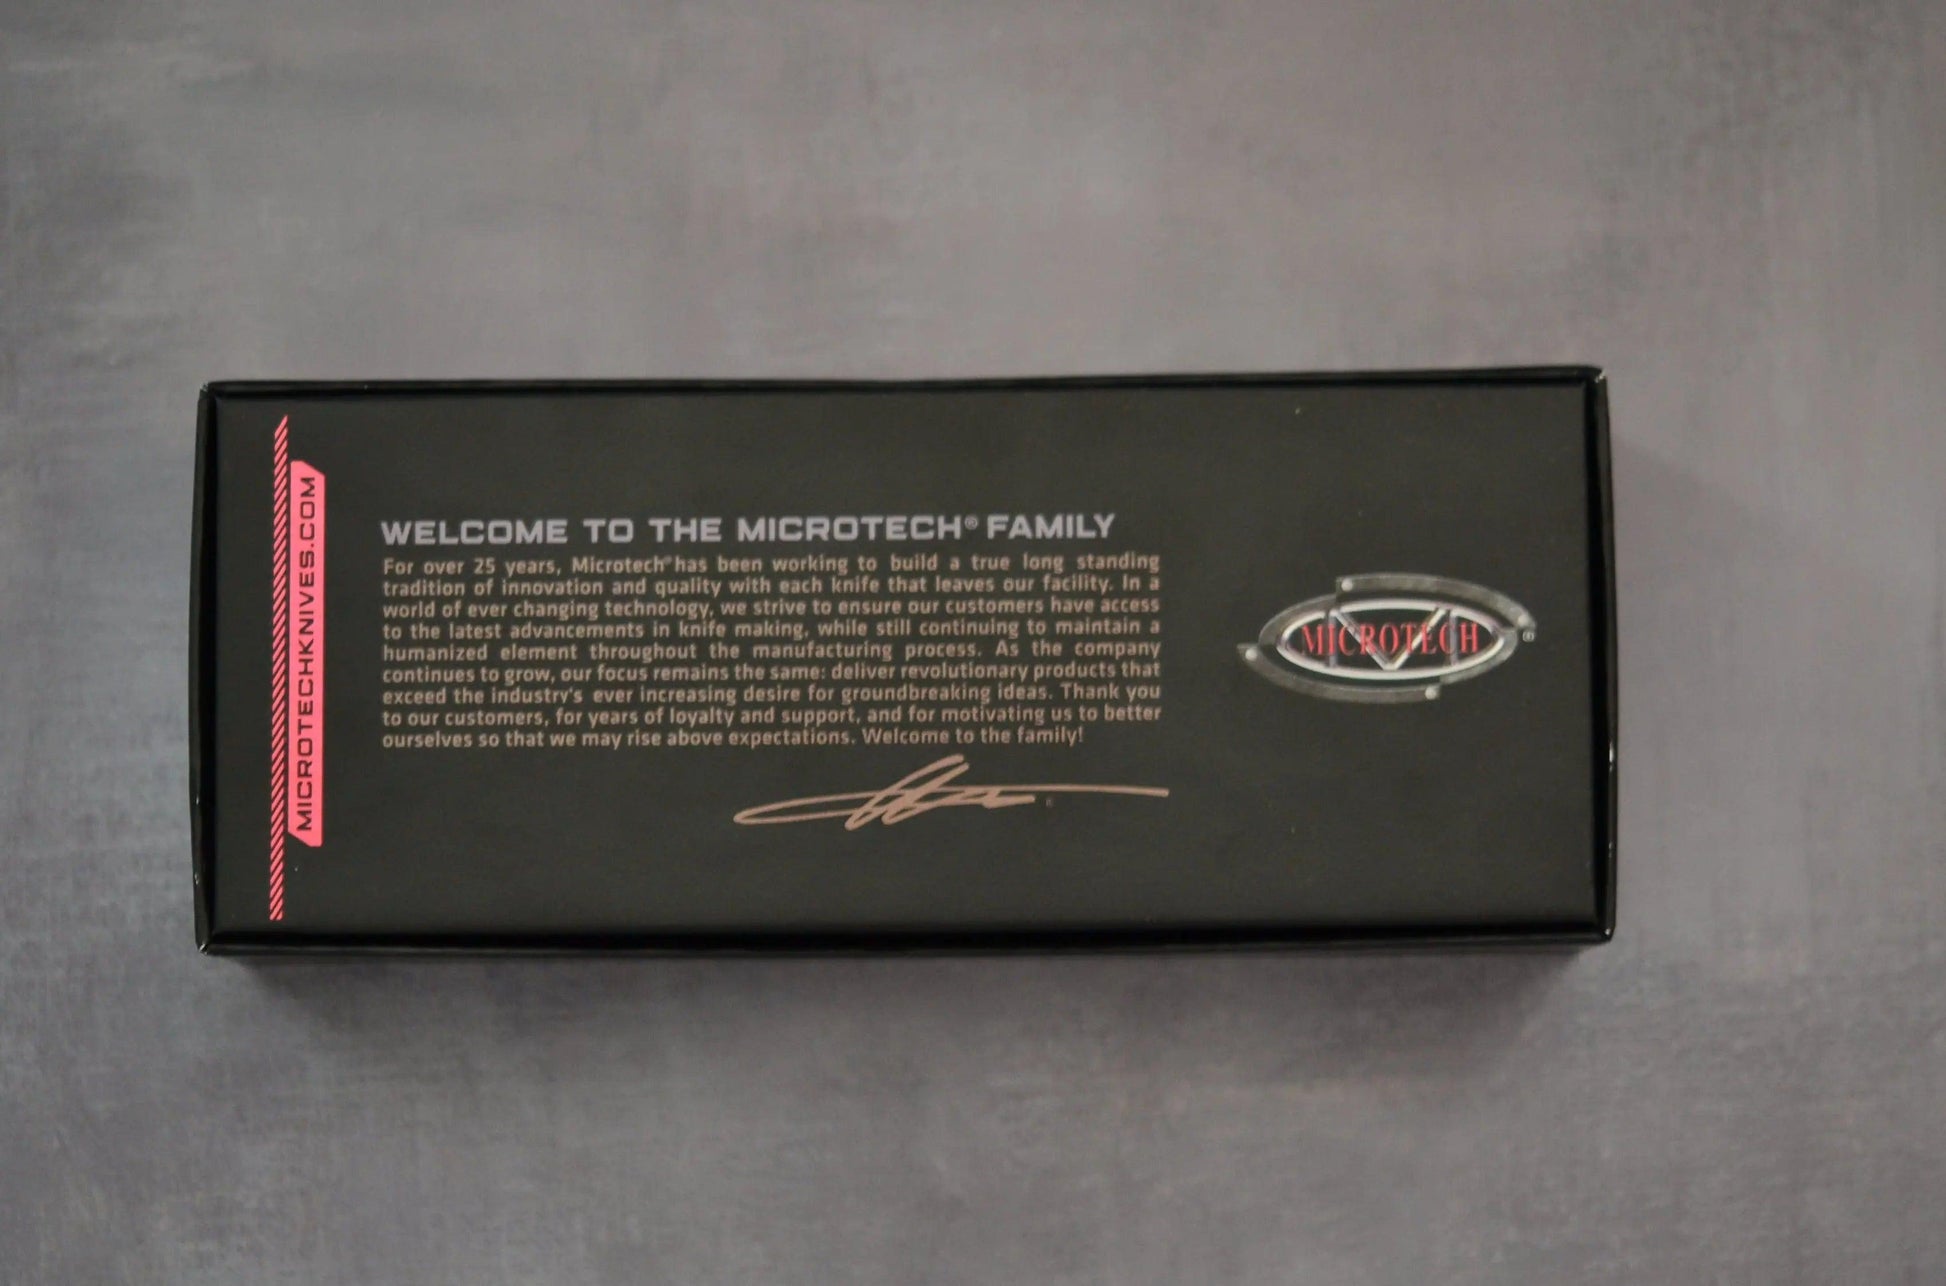 MICROTECHKNIVES.COM
WELCOME TO THE MICROTECH® FAMILY
For over 25 years, Microtech® has been working to build a true long standing
tradition of innovation and quality with each knife that leaves our facility. In a
world of ever changing technology, we strive to ensure our customers have access
to the latest advancements in knife making, while still continuing to maintain a
humanized element throughout the manufacturing process. As the company
continues to grow, our focus remains the same: deliver revolutionary products that
exceed the industry's ever increasing desire for groundbreaking ideas. Thank you
to our customers, for years of loyalty and support, and for motivating us to better
ourselves so that we may rise above expectations. Welcome to the family!
MICROTECH ®